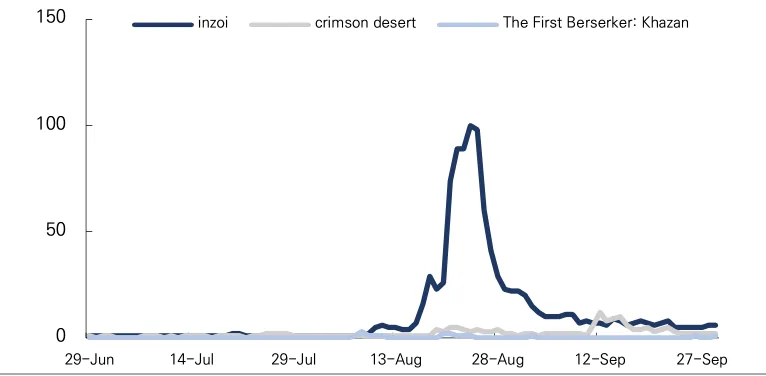 150
inzoi crimson desert The First Berserker: Khazan
100
50
0
29-Jun 14-Jul 29-Jul 13-Aug 28-Aug 12-Sep 27-Sep